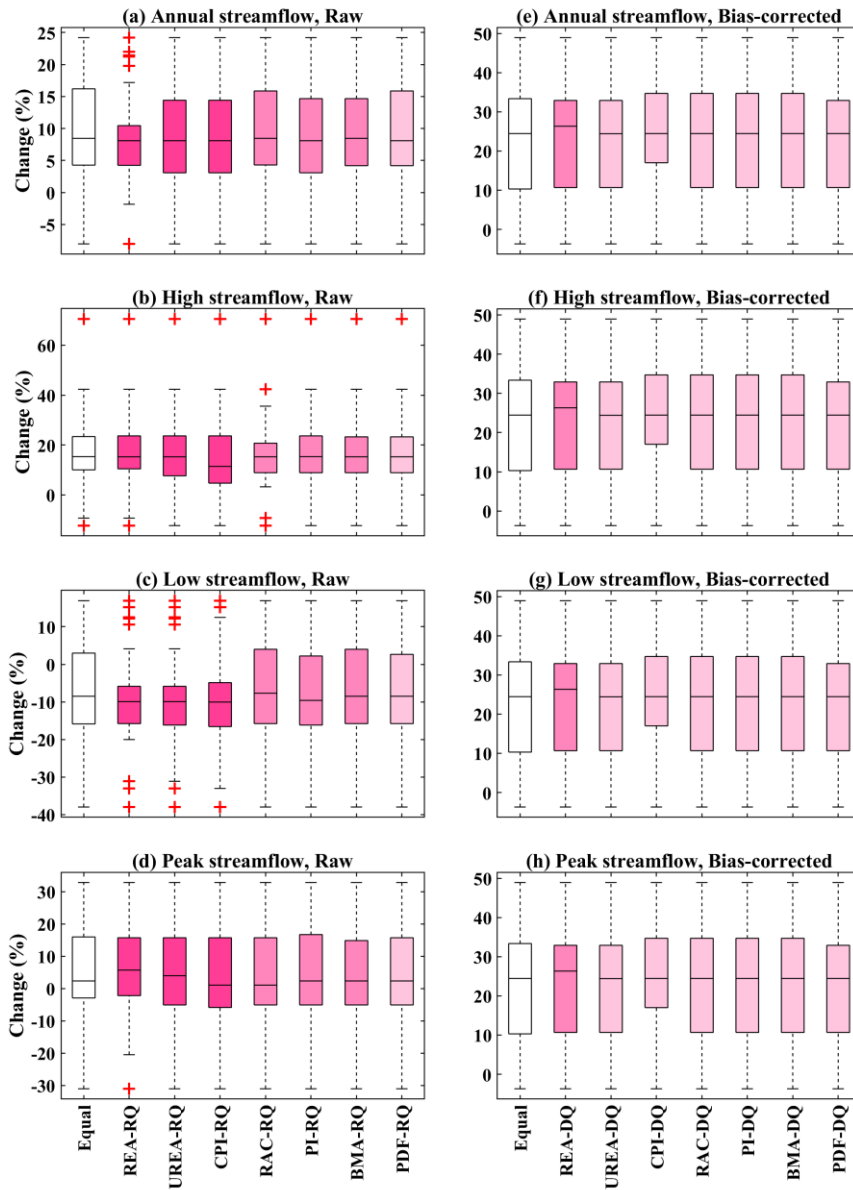 (a) Annual streamflow, Raw
25
20
15
10
5
0
-5
Change (%)
(e) Annual streamflow, Bias-corrected
50
40
30
20
10
0
(b) High streamflow, Raw
60
40
20
0
Change (%)
(f) High streamflow, Bias-corrected
50
40
30
20
10
0
(c) Low streamflow, Raw
10
0
-10
-20
-30
-40
Change (%)
(g) Low streamflow, Bias-corrected
50
40
30
20
10
0
(d) Peak streamflow, Raw
30
20
10
0
-10
-20
-30
Change (%)
(h) Peak streamflow, Bias-corrected
50
40
30
20
10
0
Equal
REA-RQ
UREA-RQ
CPI-RQ
RAC-RQ
PI-RQ
BMA-RQ
PDF-RQ
Equal
REA-DQ
UREA-DQ
CPI-DQ
RAC-DQ
PI-DQ
BMA-DQ
PDF-DQ